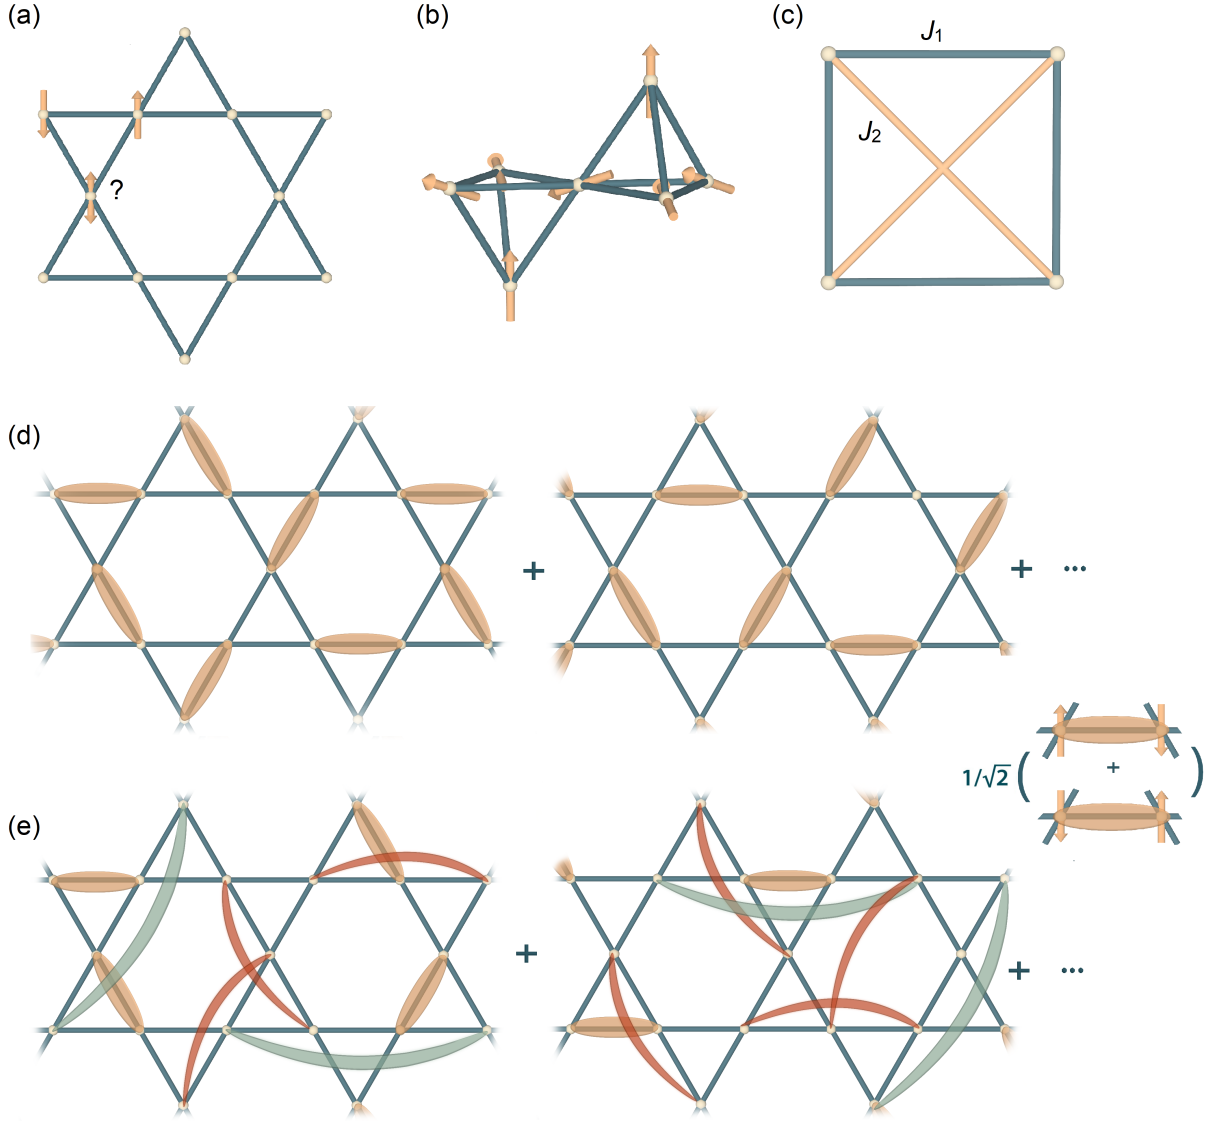 (a)
(b)
(c)
J1
J2
?
(d)
+
+ ...
1/√2 ( + )
(e)
+
+ ...